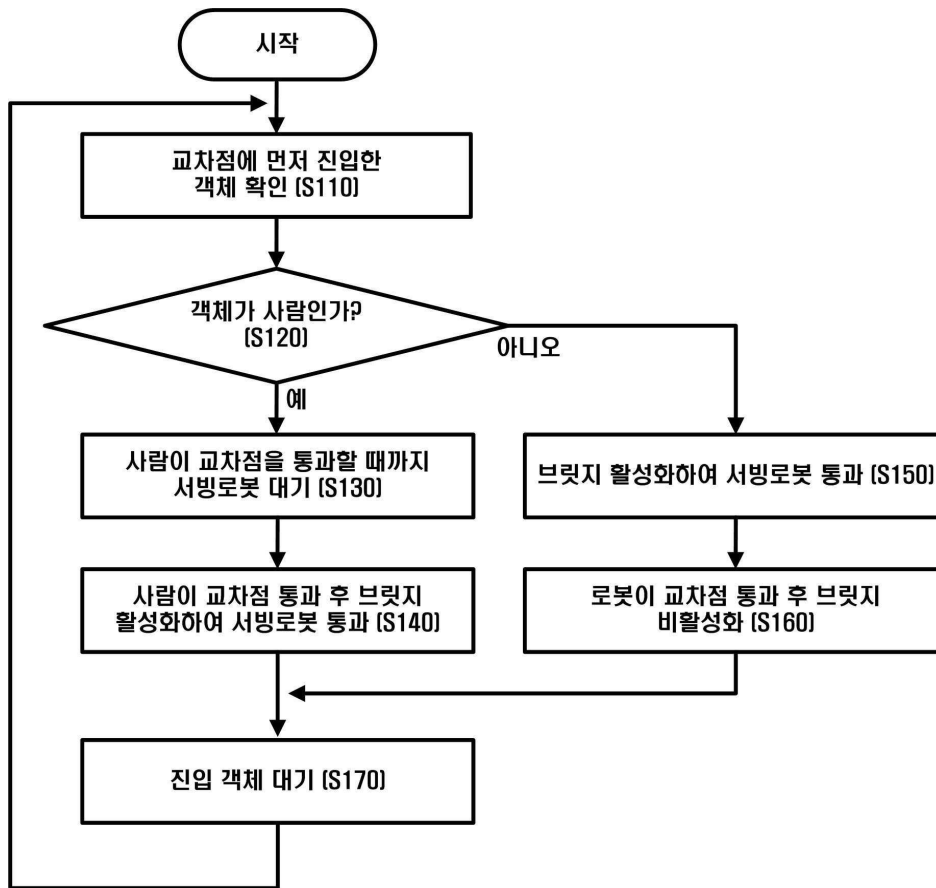 시작
교차점에 먼저 진입한
객체 확인 (S110)
객체가 사람인가?
(S120)
아니오
예
사람이 교차점을 통과할 때까지
서빙로봇 대기 (S130)
브릿지 활성화하여 서빙로봇 통과 (S150)
사람이 교차점 통과 후 브릿지
활성화하여 서빙로봇 통과 (S140)
로봇이 교차점 통과 후 브릿지
비활성화 (S160)
진입 객체 대기 (S170)